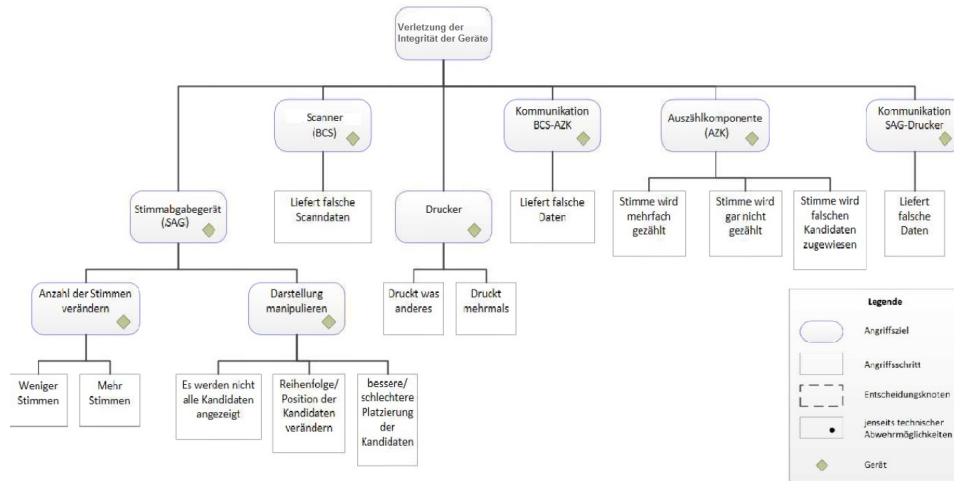 Verletzung der
Integrität der Geräte
Scanner
(BCS)
Kommunikation
BCS-AZK
Auszählkomponente
(AZK)
Kommunikation
SAG-Drucker
Liefert falsche
Scanndaten
Stimmabgabegerät
(SAG)
Drucker
Liefert falsche
Daten
Stimme wird
mehrfach
gezählt
Stimme wird
gar nicht
gezählt
Stimme wird
falschen
Kandidaten
zugewiesen
Liefert
falsche
Daten
Anzahl der Stimmen
verändern
Darstellung
manipulieren
Druckt was
anderes
Druckt
mehrmals
Weniger
Stimmen
Mehr
Stimmen
Es werden nicht
alle Kandidaten
angezeigt
Reihenfolge/
Position der
Kandidaten
verändern
bessere/
schlechtere
Platzierung
der
Kandidaten
Legende
Angriffsziel
Angriffsschritt
Entscheidungsknoten
jenseits technischer
Abwehrmöglichkeiten
Gerät